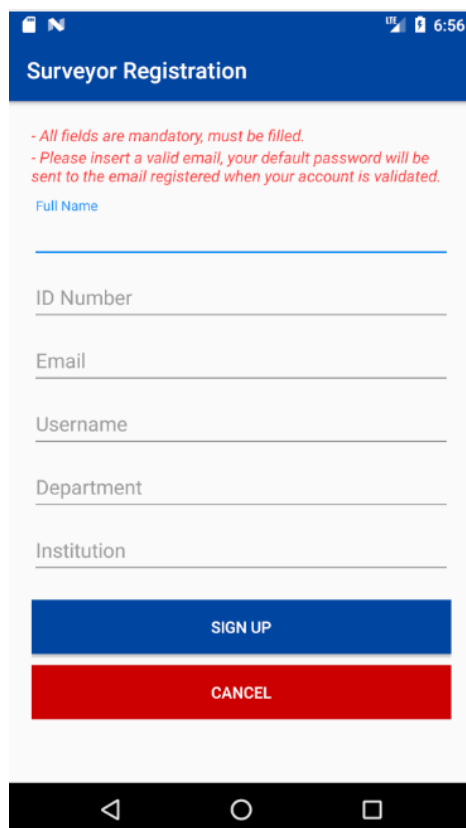 LTE 6:56
Surveyor Registration
- All fields are mandatory, must be filled.
- Please insert a valid email, your default password will be
sent to the email registered when your account is validated.
Full Name
ID Number
Email
Username
Department
Institution
SIGN UP
CANCEL